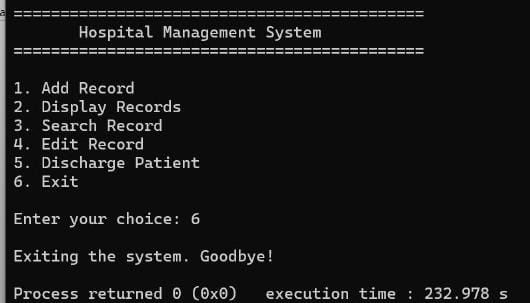 ============================================
Hospital Management System
============================================
1. Add Record
2. Display Records
3. Search Record
4. Edit Record
5. Discharge Patient
6. Exit
Enter your choice: 6
Exiting the system. Goodbye!
Process returned 0 (0x0)   execution time : 232.978 s